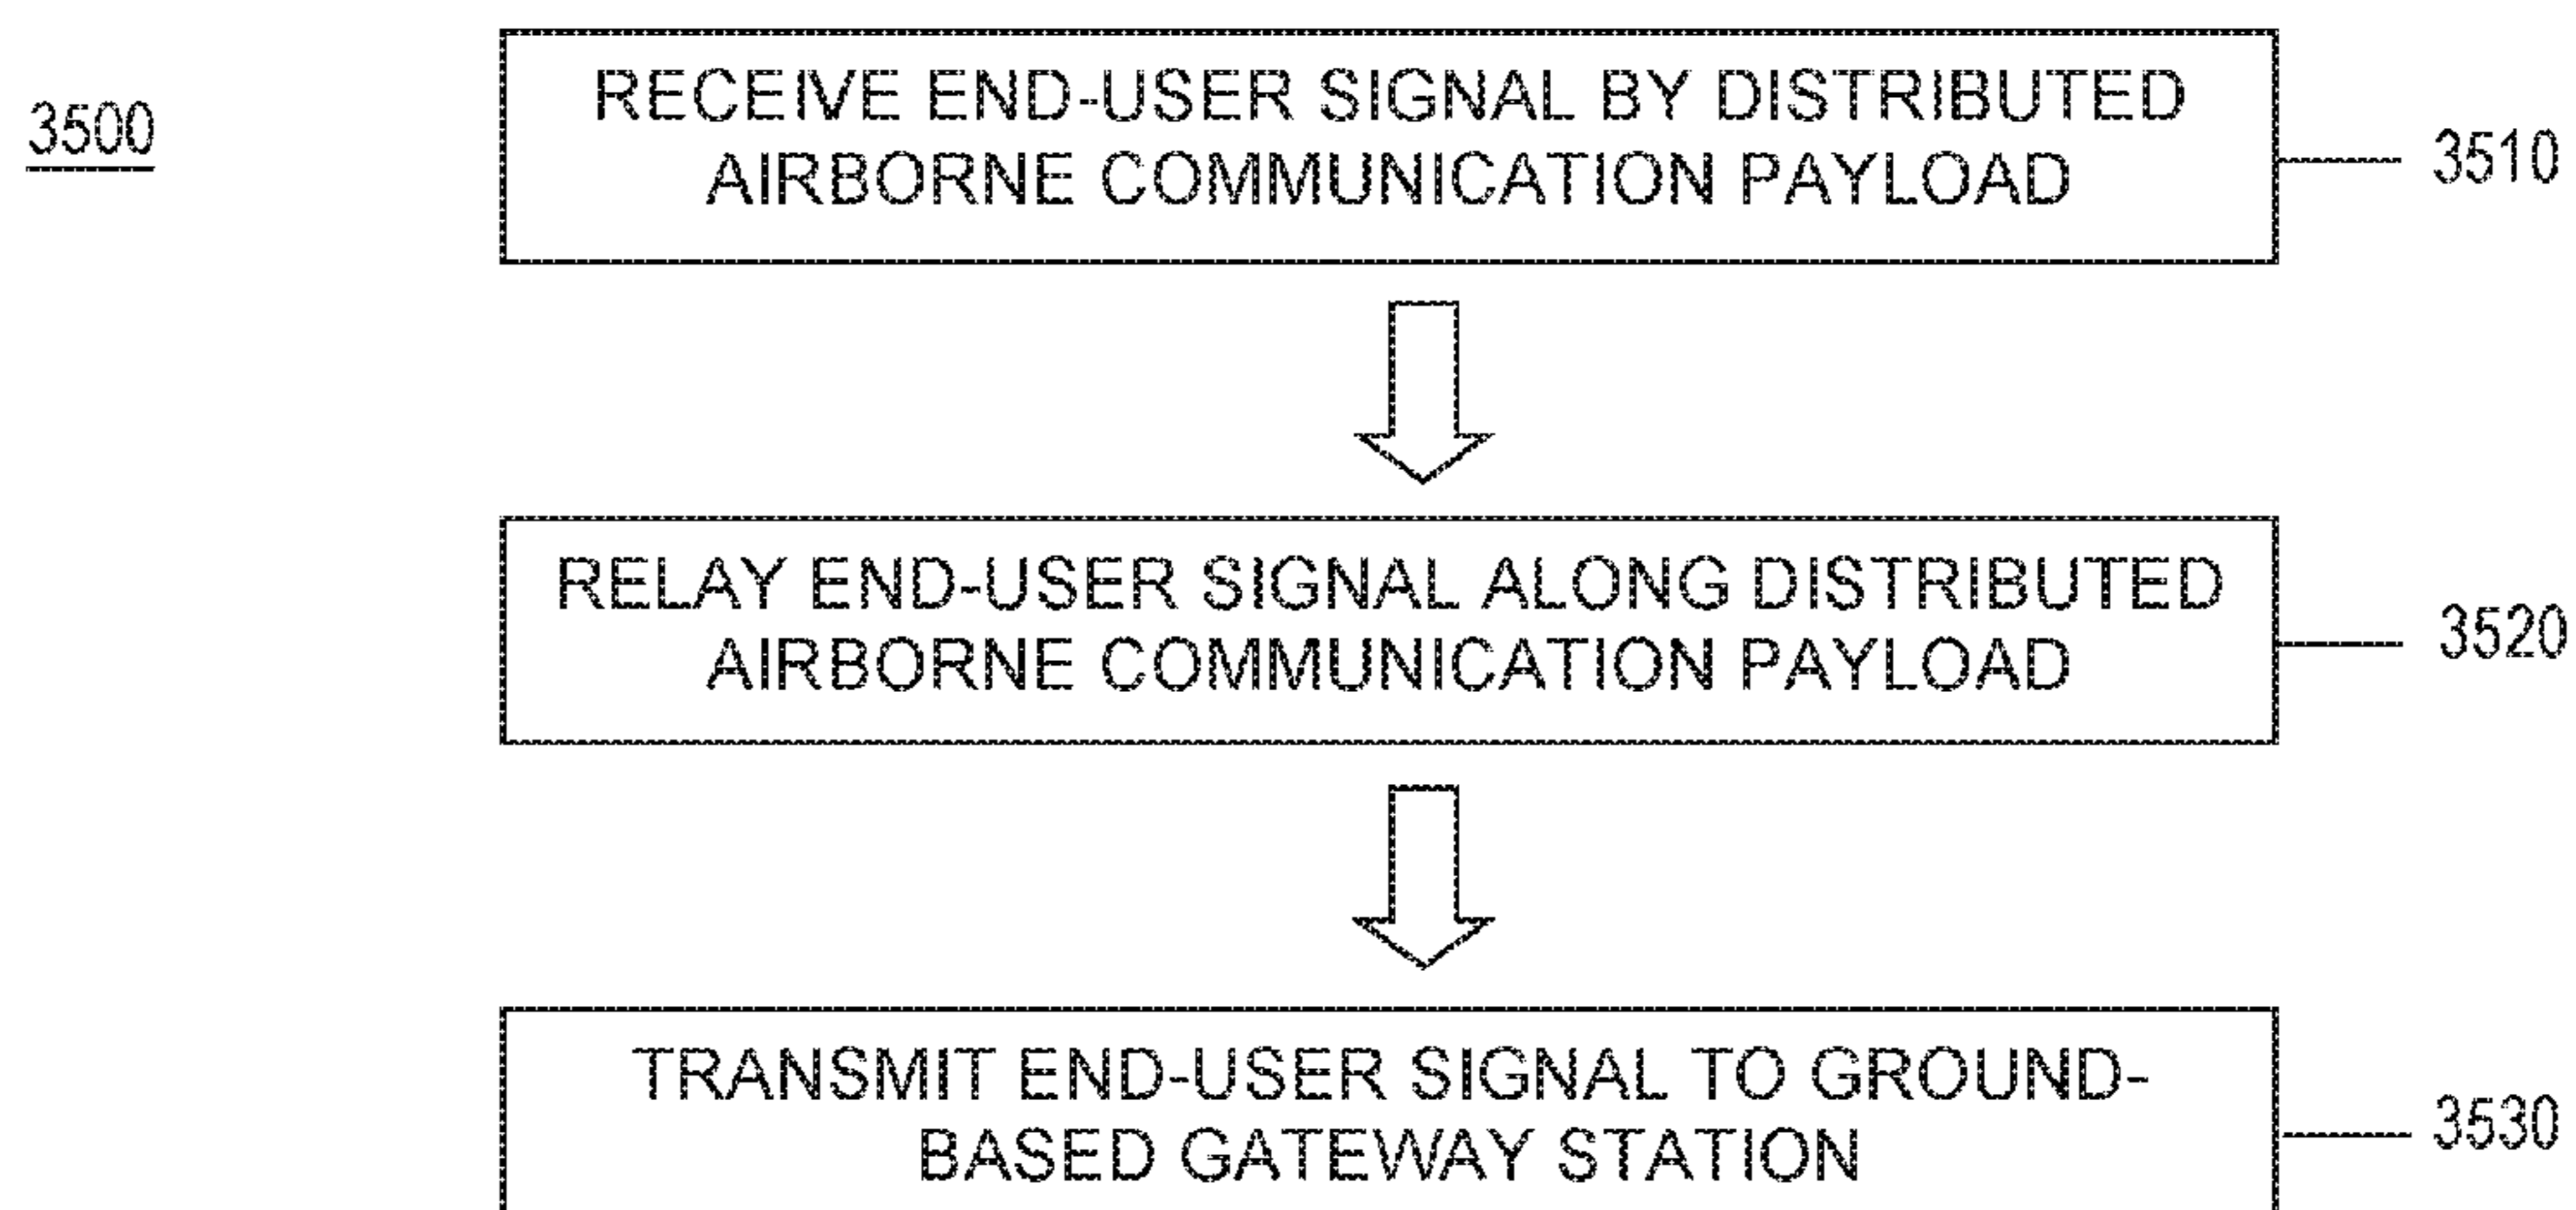 3500
RECEIVE END-USER SIGNAL BY DISTRIBUTED
AIRBORNE COMMUNICATION PAYLOAD
3510
RELAY END-USER SIGNAL ALONG DISTRIBUTED
AIRBORNE COMMUNICATION PAYLOAD
3520
TRANSMIT END-USER SIGNAL TO GROUND-
BASED GATEWAY STATION
3530